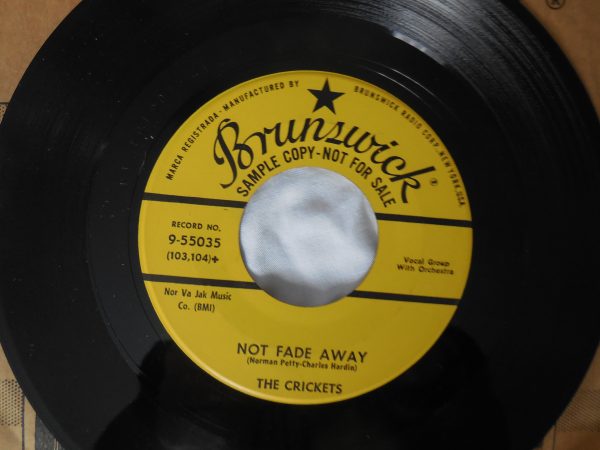 MARCA REGISTRADA - MANUFACTURED BY BRUNSWICK RADIO CORP. NEW YORK, USA
Brunswick ®
SAMPLE COPY - NOT FOR SALE
RECORD NO.
9-55035
(103,104)+
Vocal Group
With Orchestra
Nor Va Jak Music
Co. (BMI)
NOT FADE AWAY
(Norman Petty-Charles Hardin)
THE CRICKETS